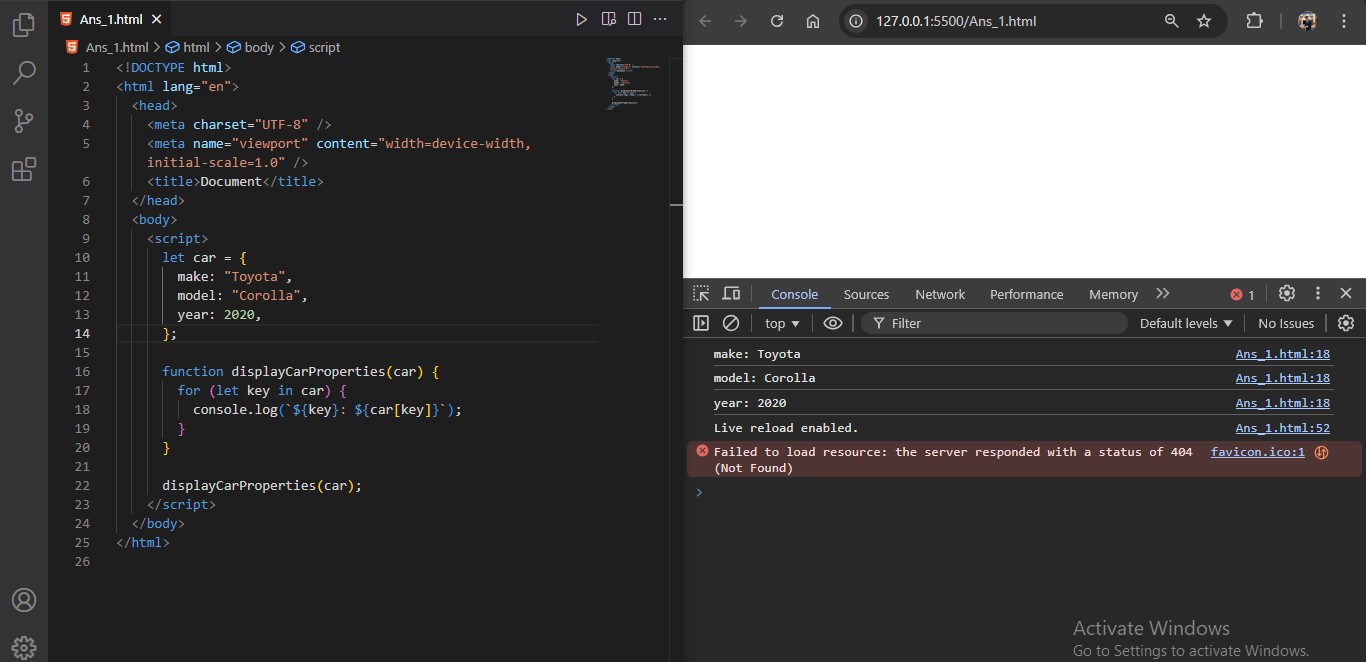 Ans_1.html
Ans_1.html > html > body > script
1 <!DOCTYPE html>
2 <html lang="en">
3 <head>
4 <meta charset="UTF-8" />
5 <meta name="viewport" content="width=device-width,
initial-scale=1.0" />
6 <title>Document</title>
7 </head>
8 <body>
9 <script>
10 let car = {
11 make: "Toyota",
12 model: "Corolla",
13 year: 2020,
14 };
15
16 function displayCarProperties(car) {
17 for (let key in car) {
18 console.log(`${key}: ${car[key]}`);
19 }
20 }
21
22 displayCarProperties(car);
23 </script>
24 </body>
25 </html>
26
127.0.0.1:5500/Ans_1.html
Console Sources Network Performance Memory 1
top Filter Default levels No Issues
make: Toyota Ans_1.html:18
model: Corolla Ans_1.html:18
year: 2020 Ans_1.html:18
Live reload enabled. Ans_1.html:52
Failed to load resource: the server responded with a status of 404 favicon.ico:1
(Not Found)
Activate Windows
Go to Settings to activate Windows.